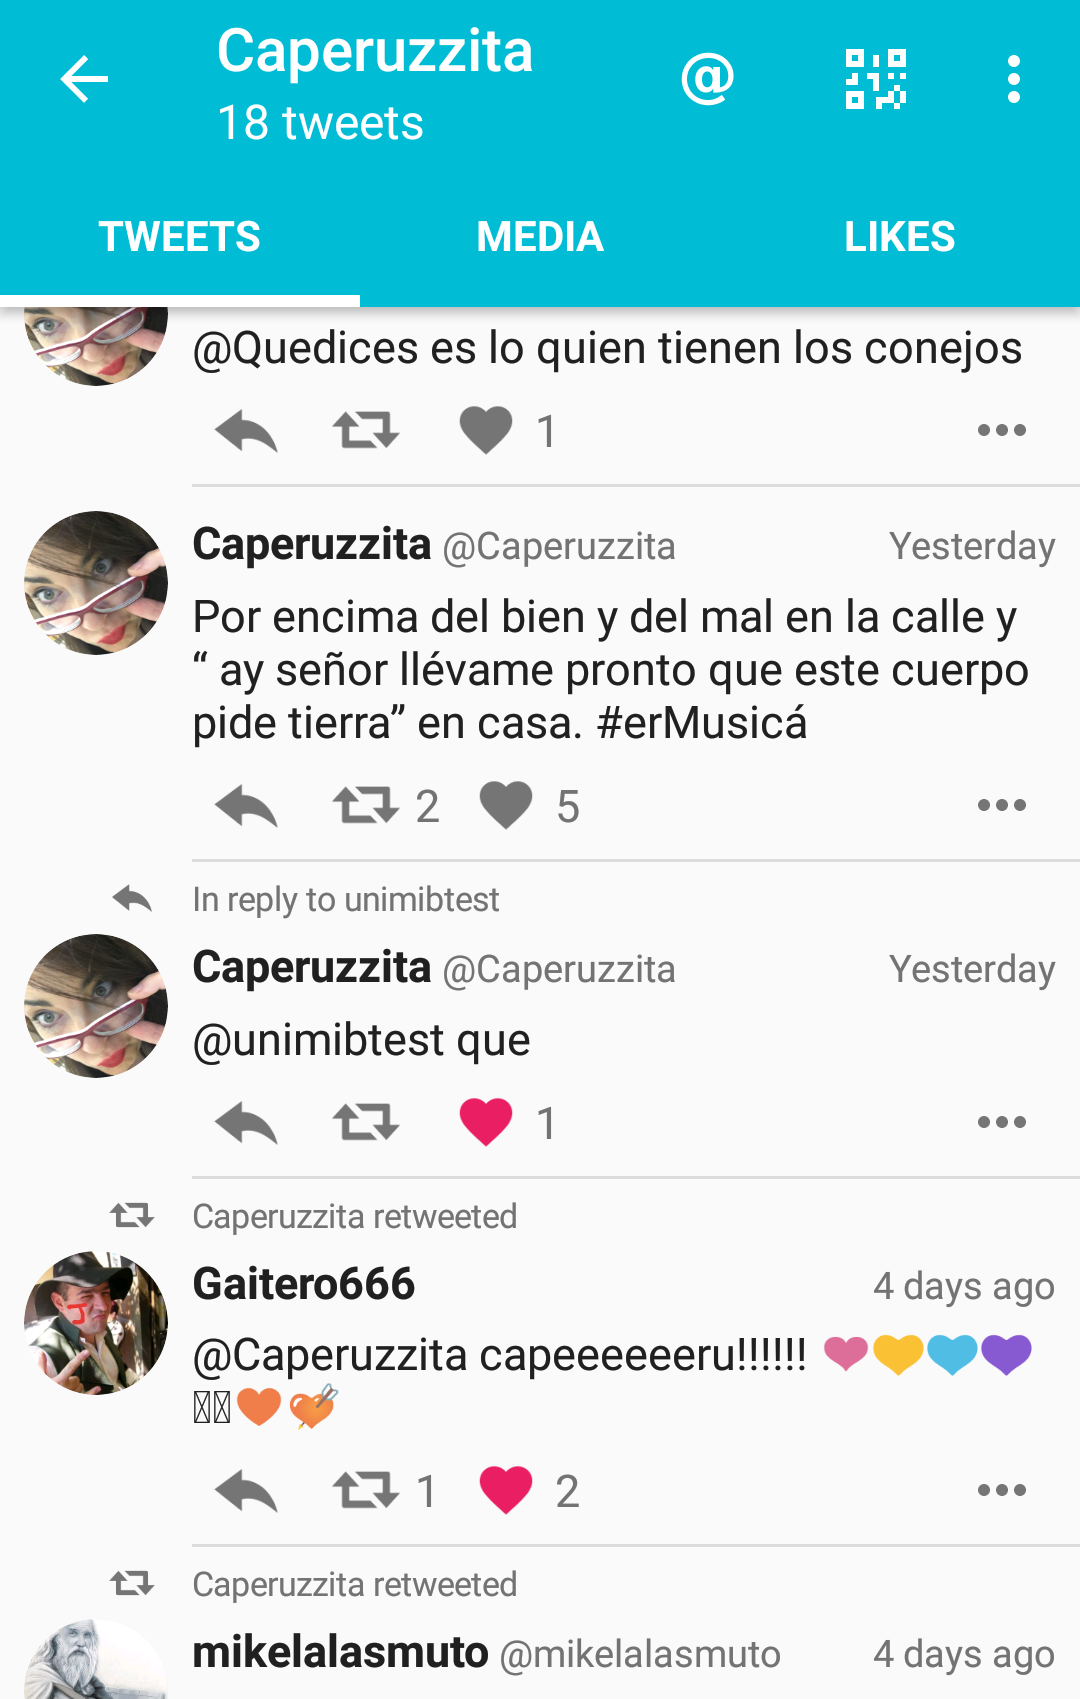 Caperuzzita
18 tweets
@
TWEETS
MEDIA
LIKES
@Quedices es lo quien tienen los conejos
1
Caperuzzita @Caperuzzita Yesterday
Por encima del bien y del mal en la calle y
“ ay señor llévame pronto que este cuerpo
pide tierra” en casa. #erMusicá
2 5
In reply to unimibtest
Caperuzzita @Caperuzzita Yesterday
@unimibtest que
1
Caperuzzita retweeted
Gaitero666 4 days ago
@Caperuzzita capeeeeeeru!!!!!!
1 2
Caperuzzita retweeted
mikelalasmuto @mikelalasmuto 4 days ago